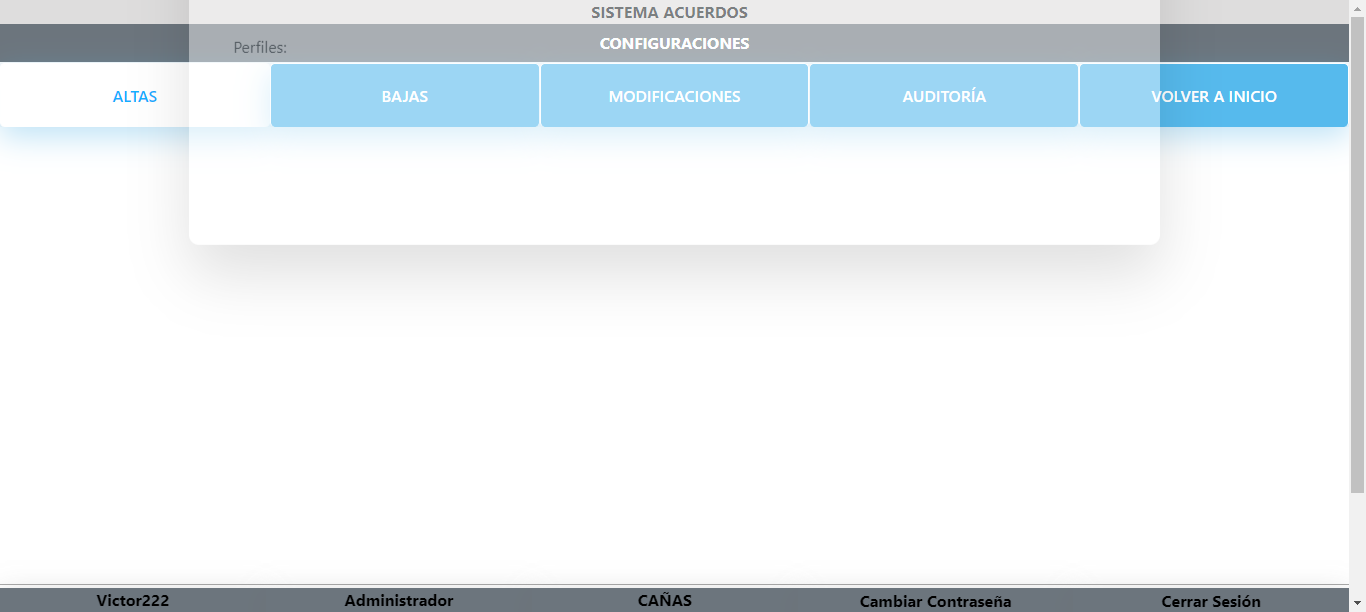 SISTEMA ACUERDOS
Perfiles:
CONFIGURACIONES
ALTAS BAJAS MODIFICACIONES AUDITORÍA VOLVER A INICIO
Victor222 Administrador CAÑAS Cambiar Contraseña Cerrar Sesión